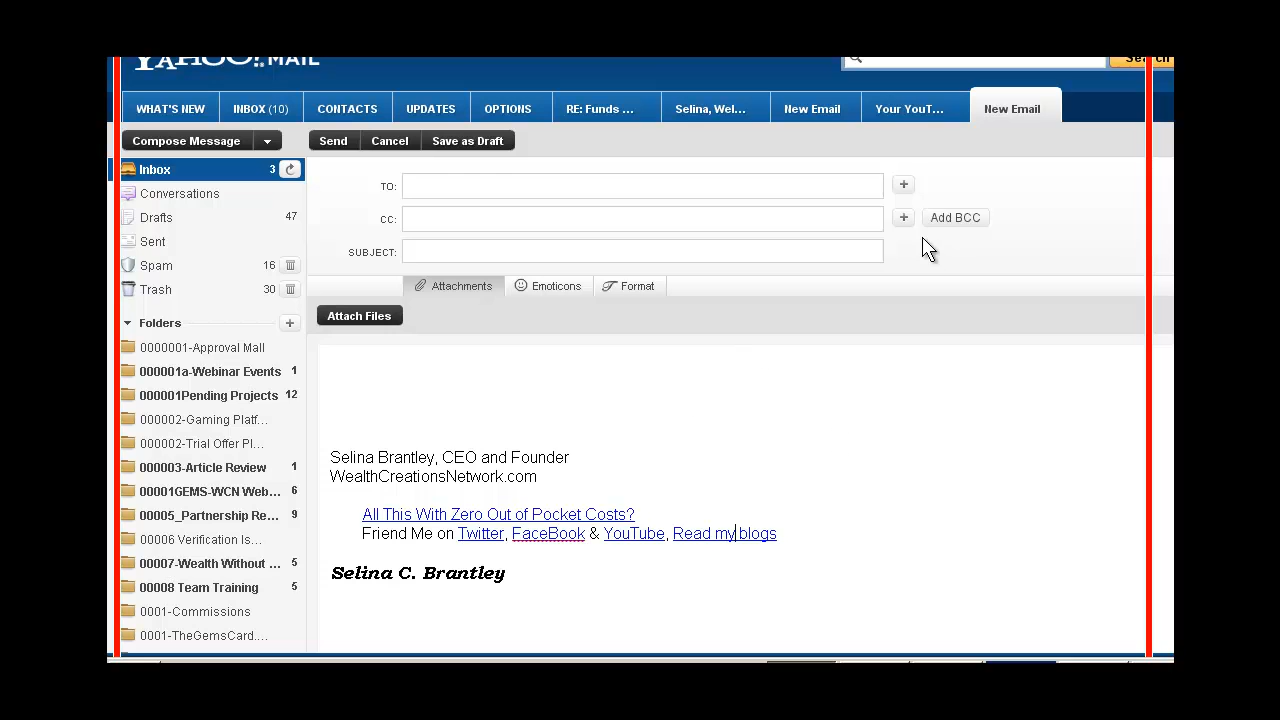 YAHOO! MAIL
Search
WHAT'S NEW INBOX (10) CONTACTS UPDATES OPTIONS RE: Funds ... Selina, Wel... New Email Your YouT... New Email
Compose Message Send Cancel Save as Draft
Inbox 3
TO:
Conversations
Drafts 47
CC: Add BCC
Sent
SUBJECT:
Spam 16
Trash 30
Attachments Emoticons Format
Attach Files
Folders
0000001-Approval Mall
000001a-Webinar Events 1
000001Pending Projects 12
000002-Gaming Platf...
000002-Trial Offer Pl...
000003-Article Review 1
00001GEMS-WCN Web... 6
00005_Partnership Re... 9
00006 Verification Is...
00007-Wealth Without ... 5
00008 Team Training 5
0001-Commissions
0001-TheGemsCard....
Selina Brantley, CEO and Founder
WealthCreationsNetwork.com
All This With Zero Out of Pocket Costs?
Friend Me on Twitter, FaceBook & YouTube, Read my blogs
Selina C. Brantley